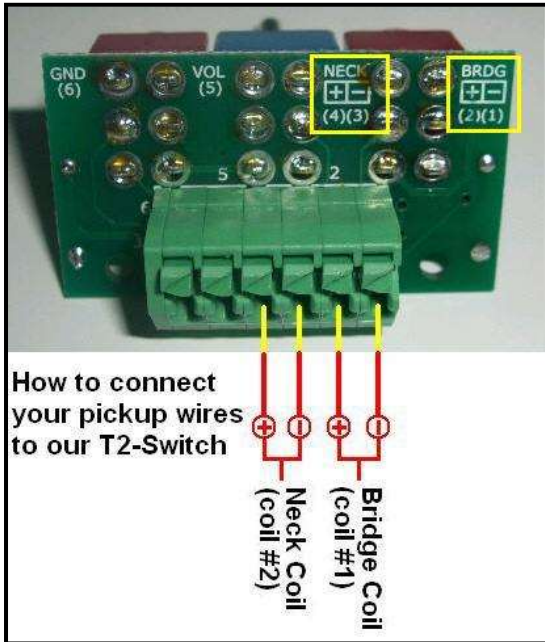 GND VOL NECK BRDG
(6) (5) + − + −
(4)(3) (2)(1)
5 2
6
How to connect
your pickup wires
to our T2-Switch
+ − + −
Neck Coil
(coil #2)
Bridge Coil
(coil #1)